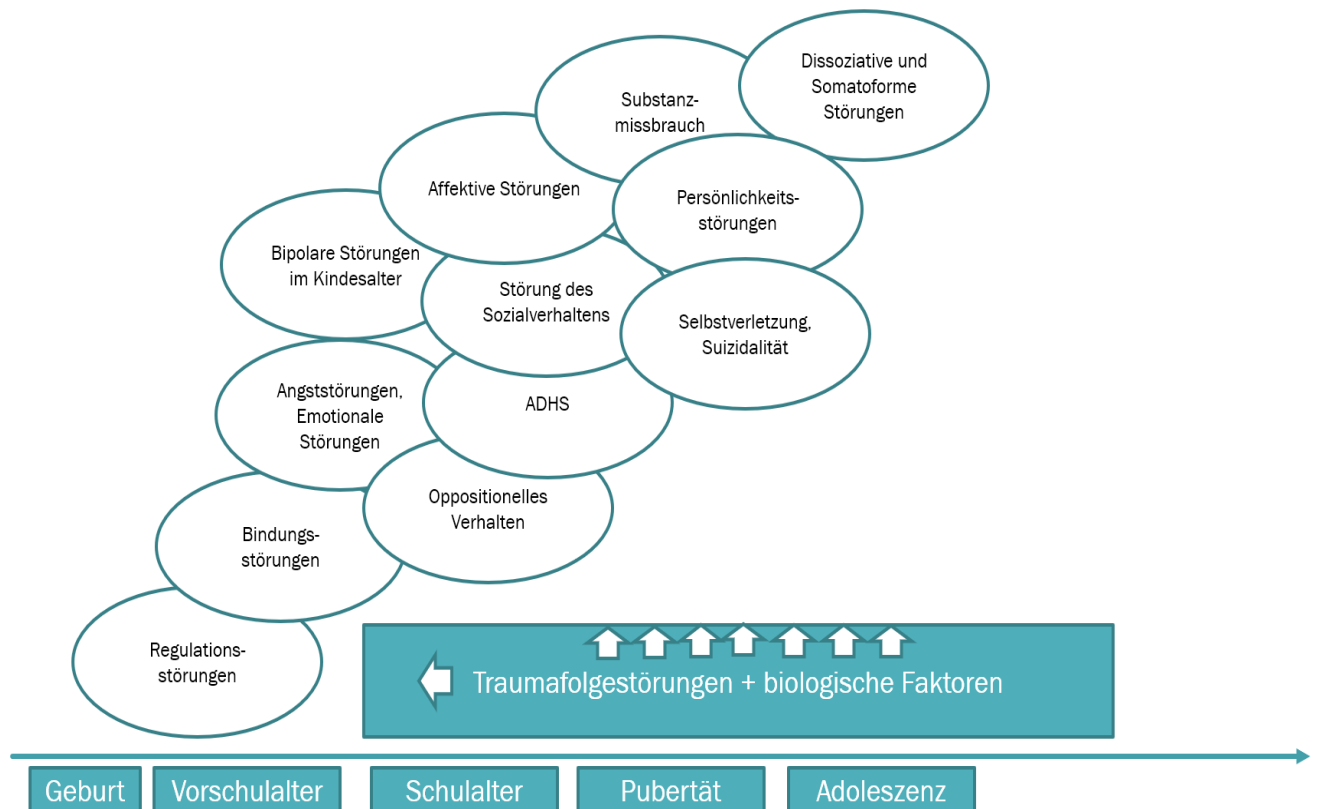 Dissoziative und
Somatoforme
Störungen
Substanz-
missbrauch
Affektive Störungen
Persönlichkeits-
störungen
Bipolare Störungen
im Kindesalter
Störung des
Sozialverhaltens
Selbstverletzung,
Suizidalität
Angststörungen,
Emotionale
Störungen
ADHS
Oppositionelles
Verhalten
Bindungs-
störungen
Regulations-
störungen
Traumafolgestörungen + biologische Faktoren
Geburt
Vorschulalter
Schulalter
Pubertät
Adoleszenz